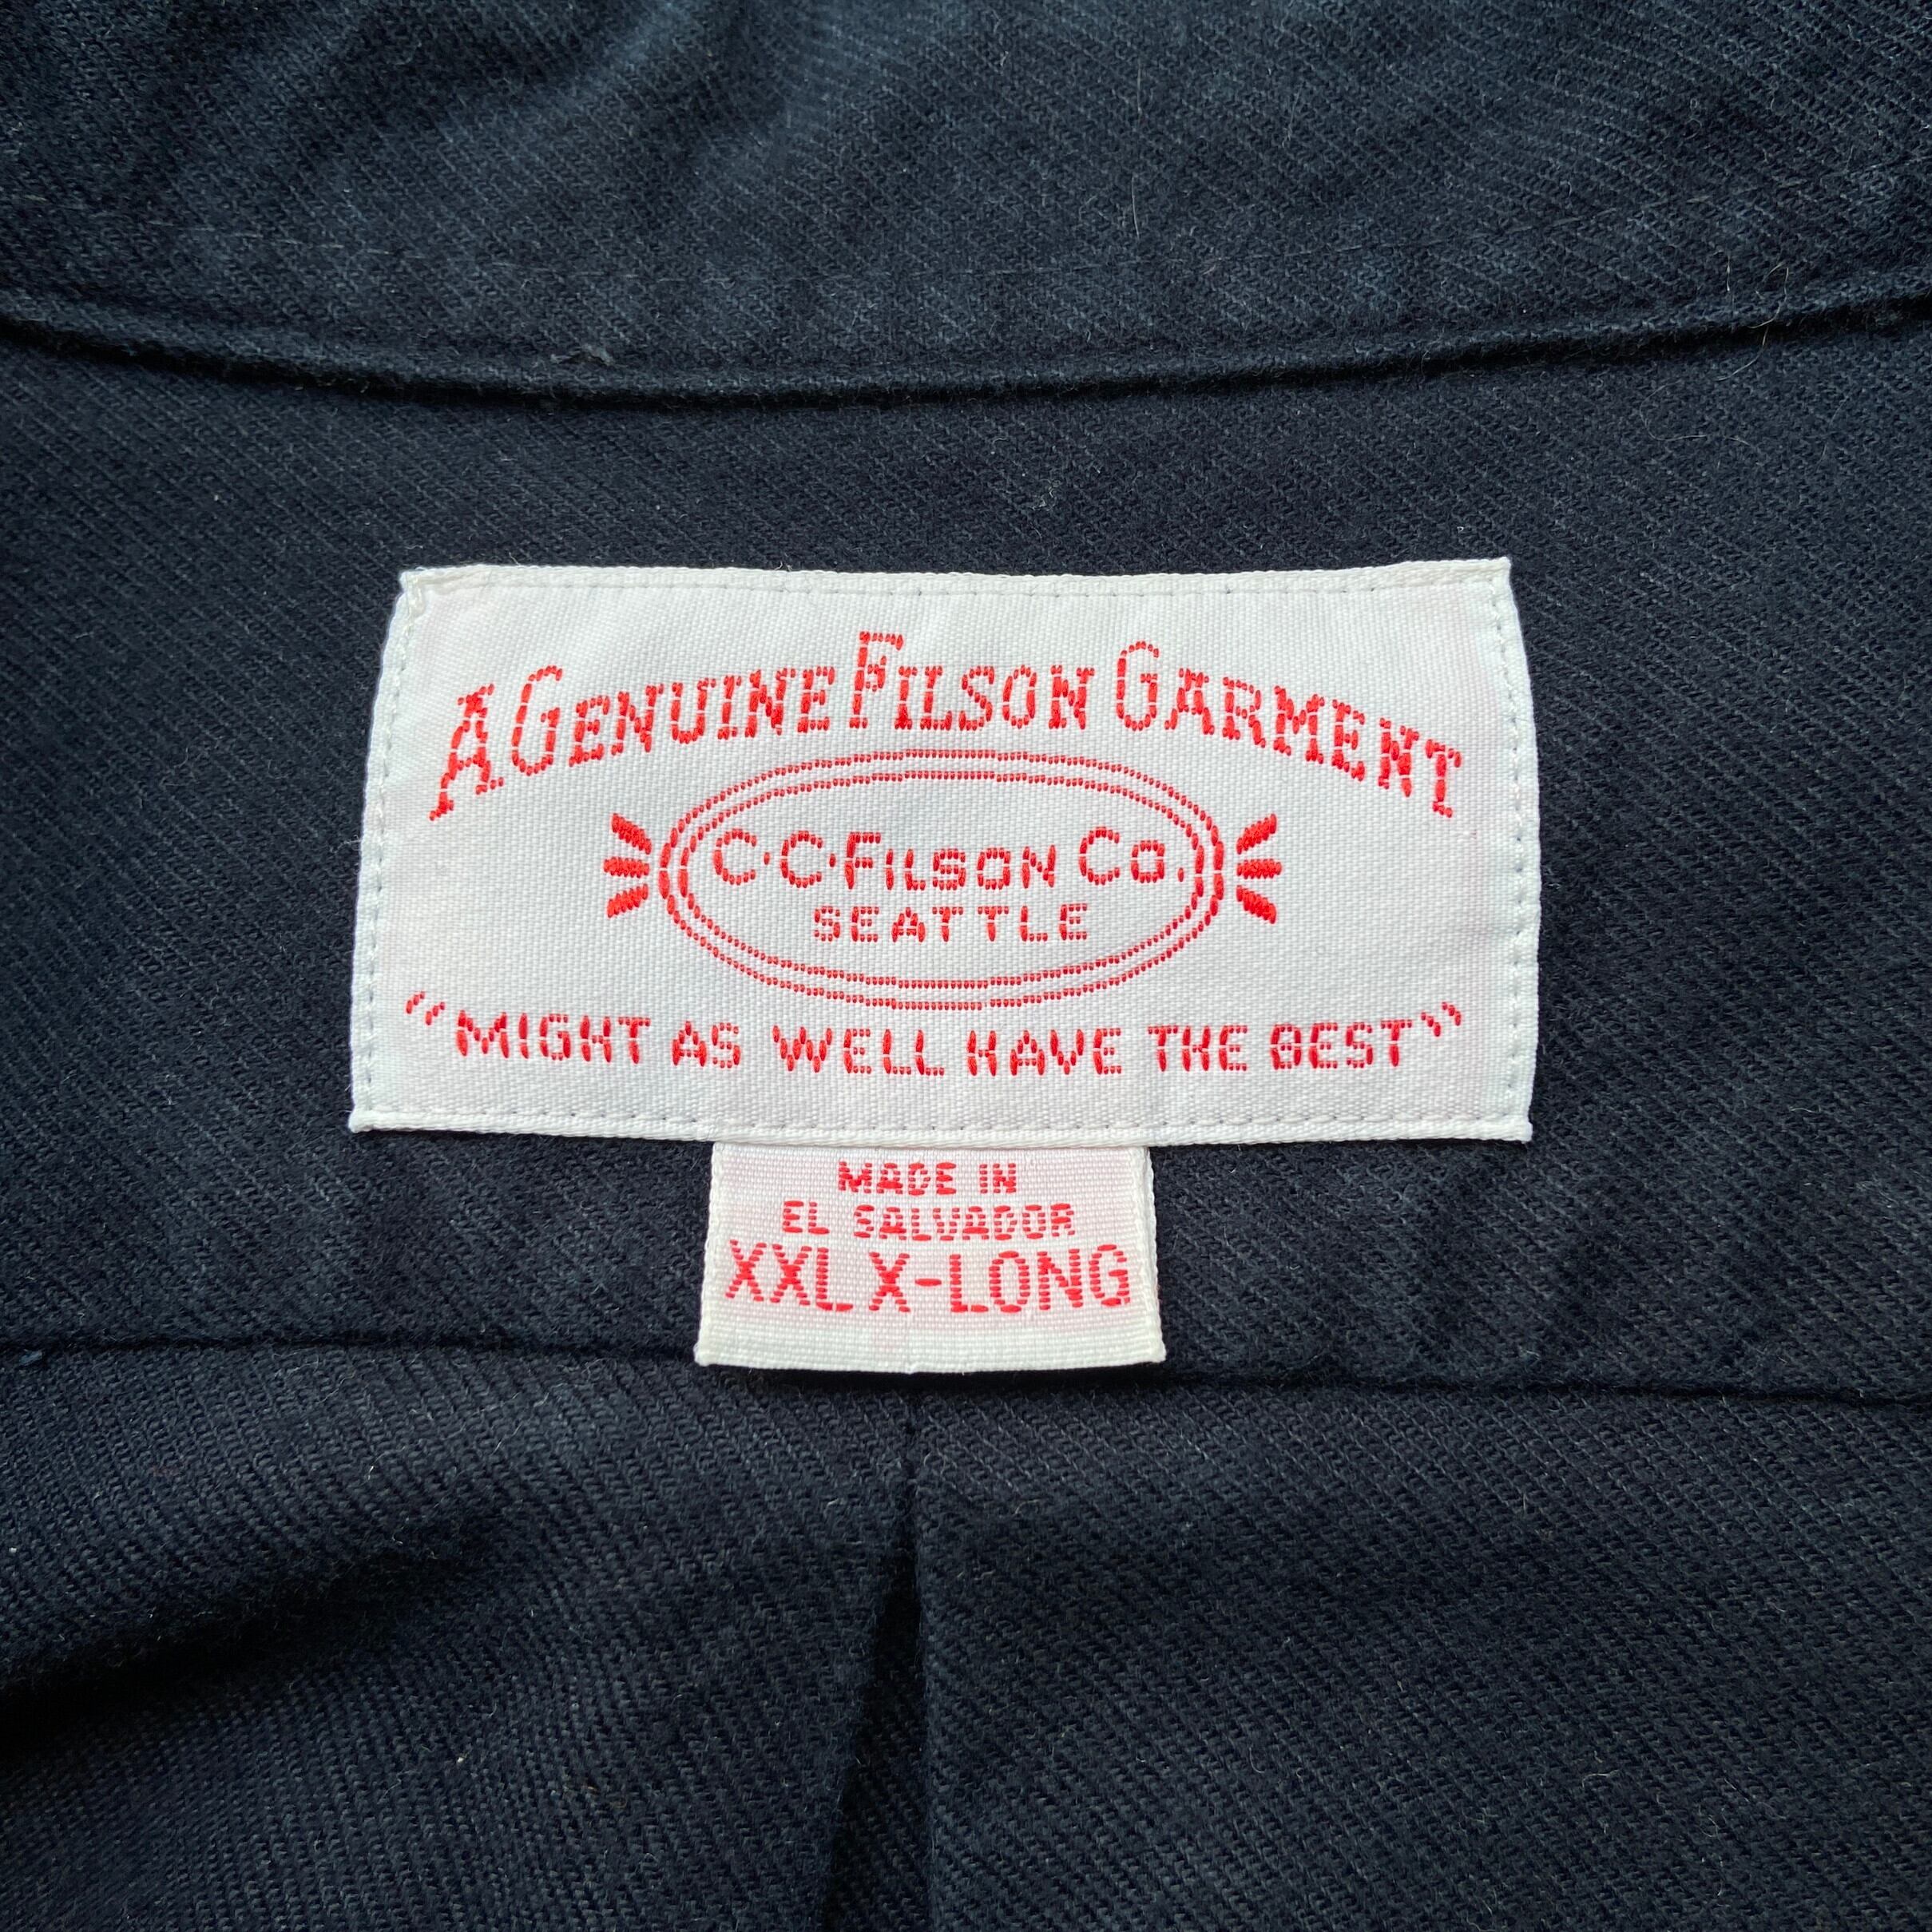 A GENUINE FILSON GARMENT
C·C·FILSON CO.
SEATTLE
"MIGHT AS WELL HAVE THE BEST"
MADE IN
EL SALVADOR
XXL X-LONG